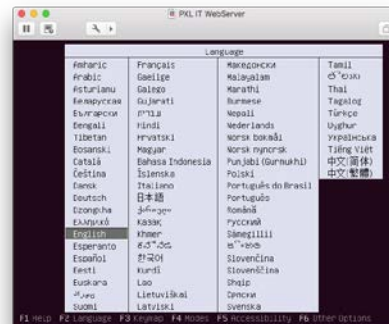 PKL IT WebServer
Language
Amharic
Arabic
Asturianu
Беларуская
Български
Bengali
Tibetan
Bosanski
Català
Čeština
Dansk
Deutsch
Dzongkha
Ελληνικά
English
Esperanto
Español
Eesti
Euskara
Suomi
Français
Gaeilge
Galego
Gujarati
עברית
Hindi
Hrvatski
Magyar
Bahasa Indonesia
Íslenska
Italiano
日本語
ქართული
Қазақ
Khmer
ಕನ್ನಡ
한국어
Kurdî
Lao
Lietuviškai
Latviski
Македонски
Malayalam
Marathi
Burmese
Nepali
Nederlands
Norsk bokmål
Norsk nynorsk
Punjabi (Gurmukhi)
Polski
Português do Brasil
Português
Română
Русский
Sámegillii
Slovenčina
Slovenščina
Shqip
Српски
Svenska
Tamil
తెలుగు
Thai
Tagalog
Türkçe
Uyghur
Українська
Tiếng Việt
中文(简体)
中文(繁體)
F1 Help F2 Language F3 Keymap F4 Modes F5 Accessibility F6 Other Options